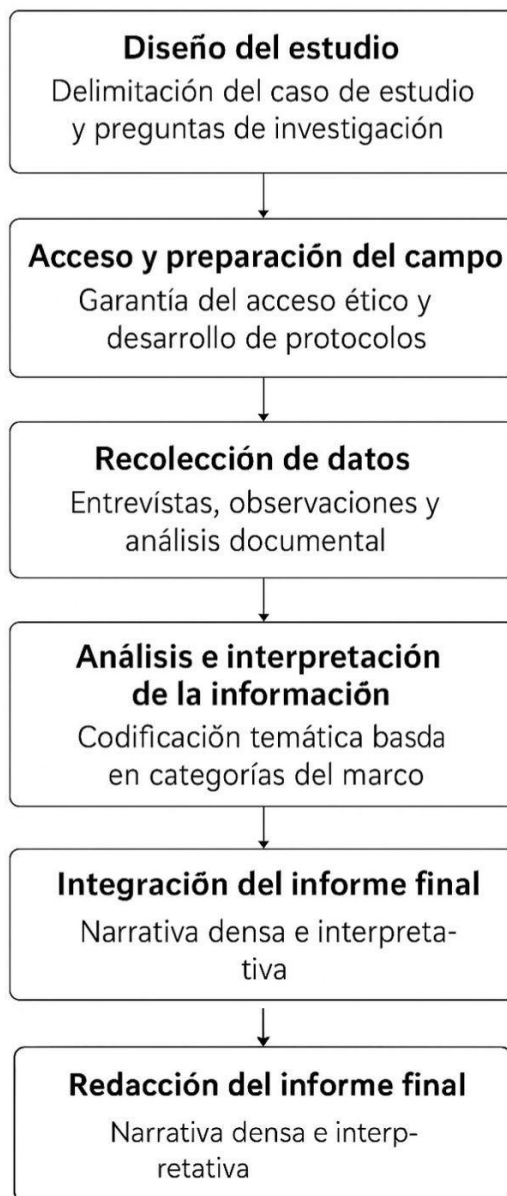 Diseño del estudio
Delimitación del caso de estudio
y preguntas de investigación
Acceso y preparación del campo
Garantía del acceso ético y
desarrollo de protocolos
Recolección de datos
Entrevístas, observaciones y
análisis documental
Análisis e interpretación
de la información
Codificación temática basda
en categorías del marco
Integración del informe final
Narrativa densa e interpreta-
tiva
Redacción del informe final
Narrativa densa e interp-
retativa